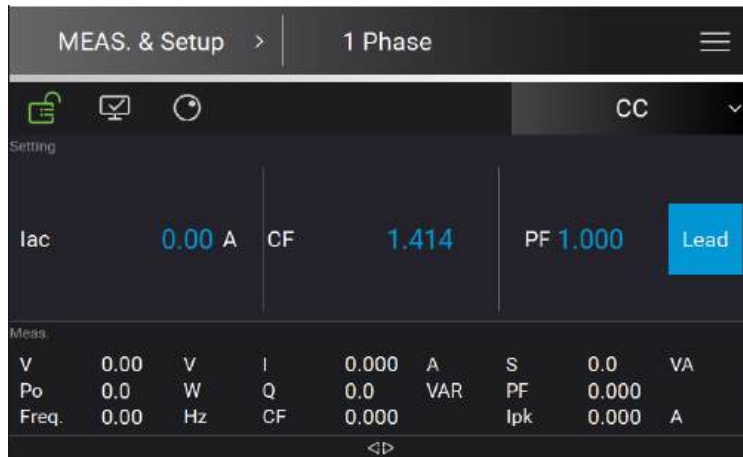 MEAS. & Setup > 1 Phase
CC
Setting
Iac 0.00 A CF 1.414 PF 1.000 Lead
Meas.
V 0.00 V I 0.000 A S 0.0 VA
Po 0.0 W Q 0.0 VAR PF 0.000
Freq. 0.00 Hz CF 0.000 Ipk 0.000 A